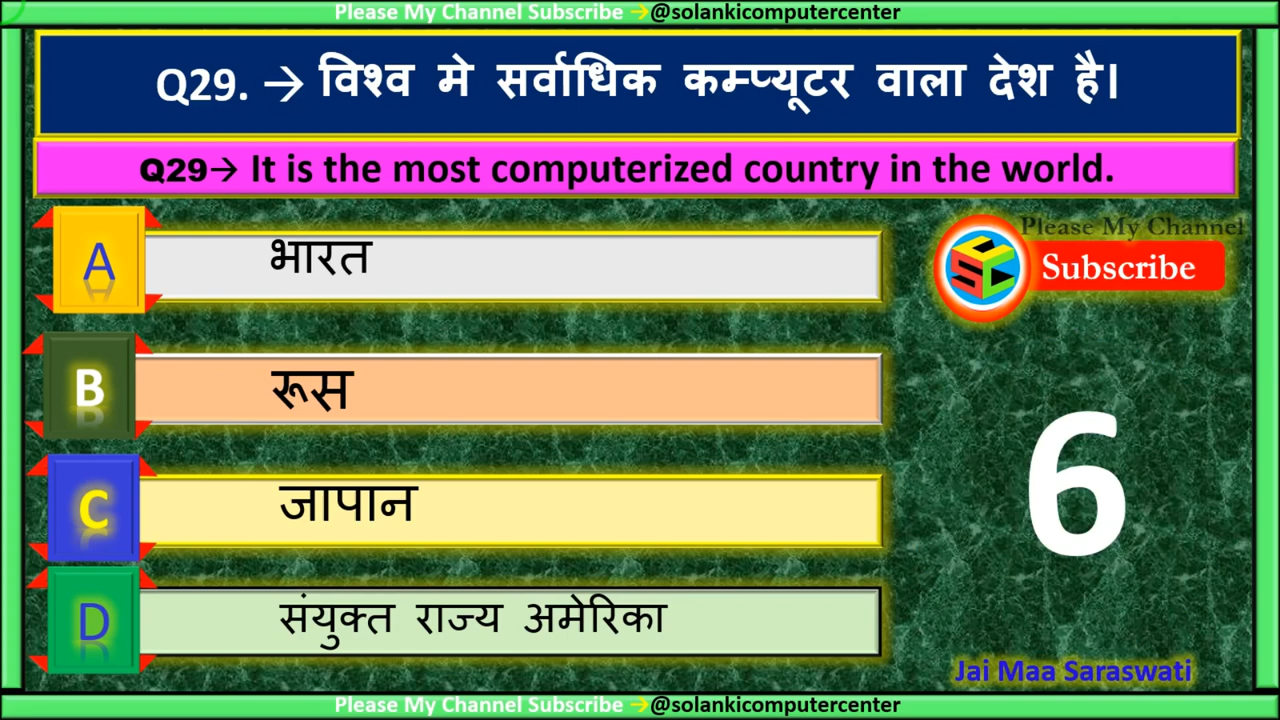 Please My Channel Subscribe →@solankicomputercenter
Q29. → विश्व मे सर्वाधिक कम्प्यूटर वाला देश है।
Q29→ It is the most computerized country in the world.
A भारत
Please My Channel
Subscribe
B रूस
C जापान
6
D संयुक्त राज्य अमेरिका
Jai Maa Saraswati
Please My Channel Subscribe →@solankicomputercenter